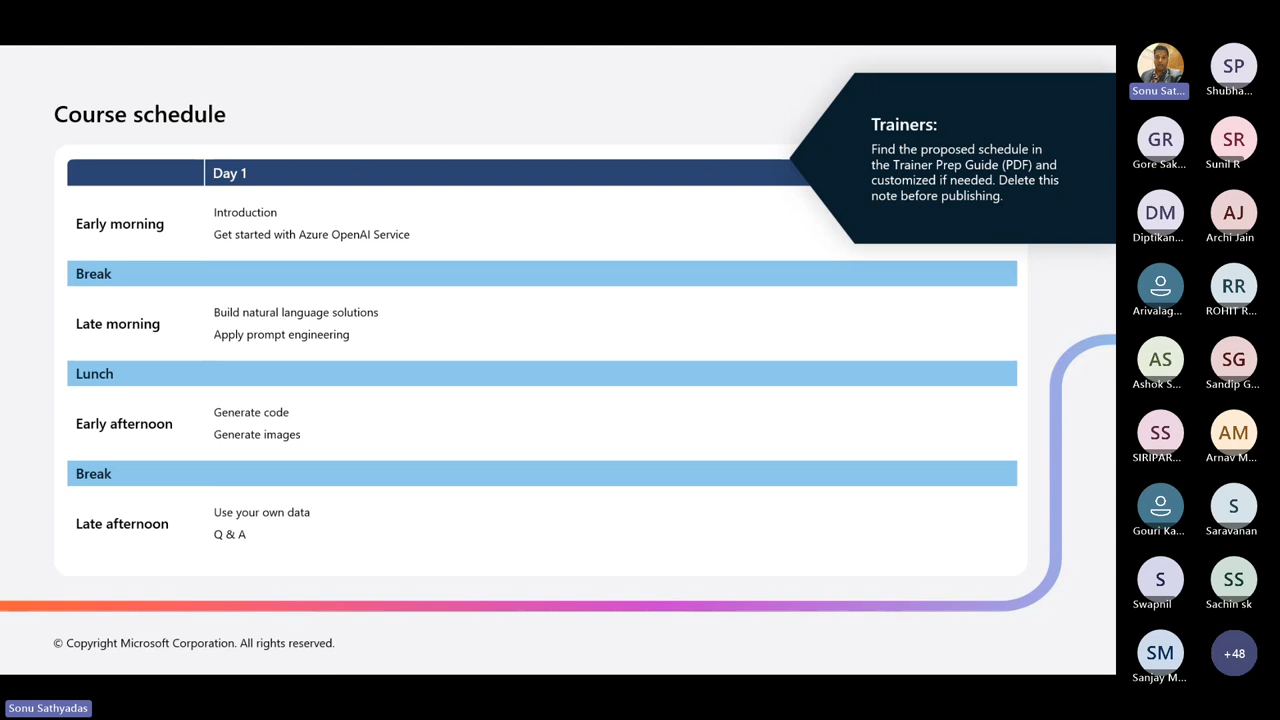 Course schedule
Trainers:
Find the proposed schedule in
the Trainer Prep Guide (PDF) and
customized if needed. Delete this
note before publishing.
Day 1
Early morning
Introduction
Get started with Azure OpenAI Service
Break
Late morning
Build natural language solutions
Apply prompt engineering
Lunch
Early afternoon
Generate code
Generate images
Break
Late afternoon
Use your own data
Q & A
© Copyright Microsoft Corporation. All rights reserved.
Sonu Sathyadas
Sonu Sat...
SP
Shubha...
GR
Gore Sak...
SR
Sunil R
DM
Diptikan...
AJ
Archi Jain
Arivalag...
RR
ROHIT R...
AS
Ashok S...
SG
Sandip G...
SS
SIRIPAR...
AM
Arnav M...
Gouri Ka...
S
Saravanan
S
Swapnil
SS
Sachin sk
SM
Sanjay M...
+48